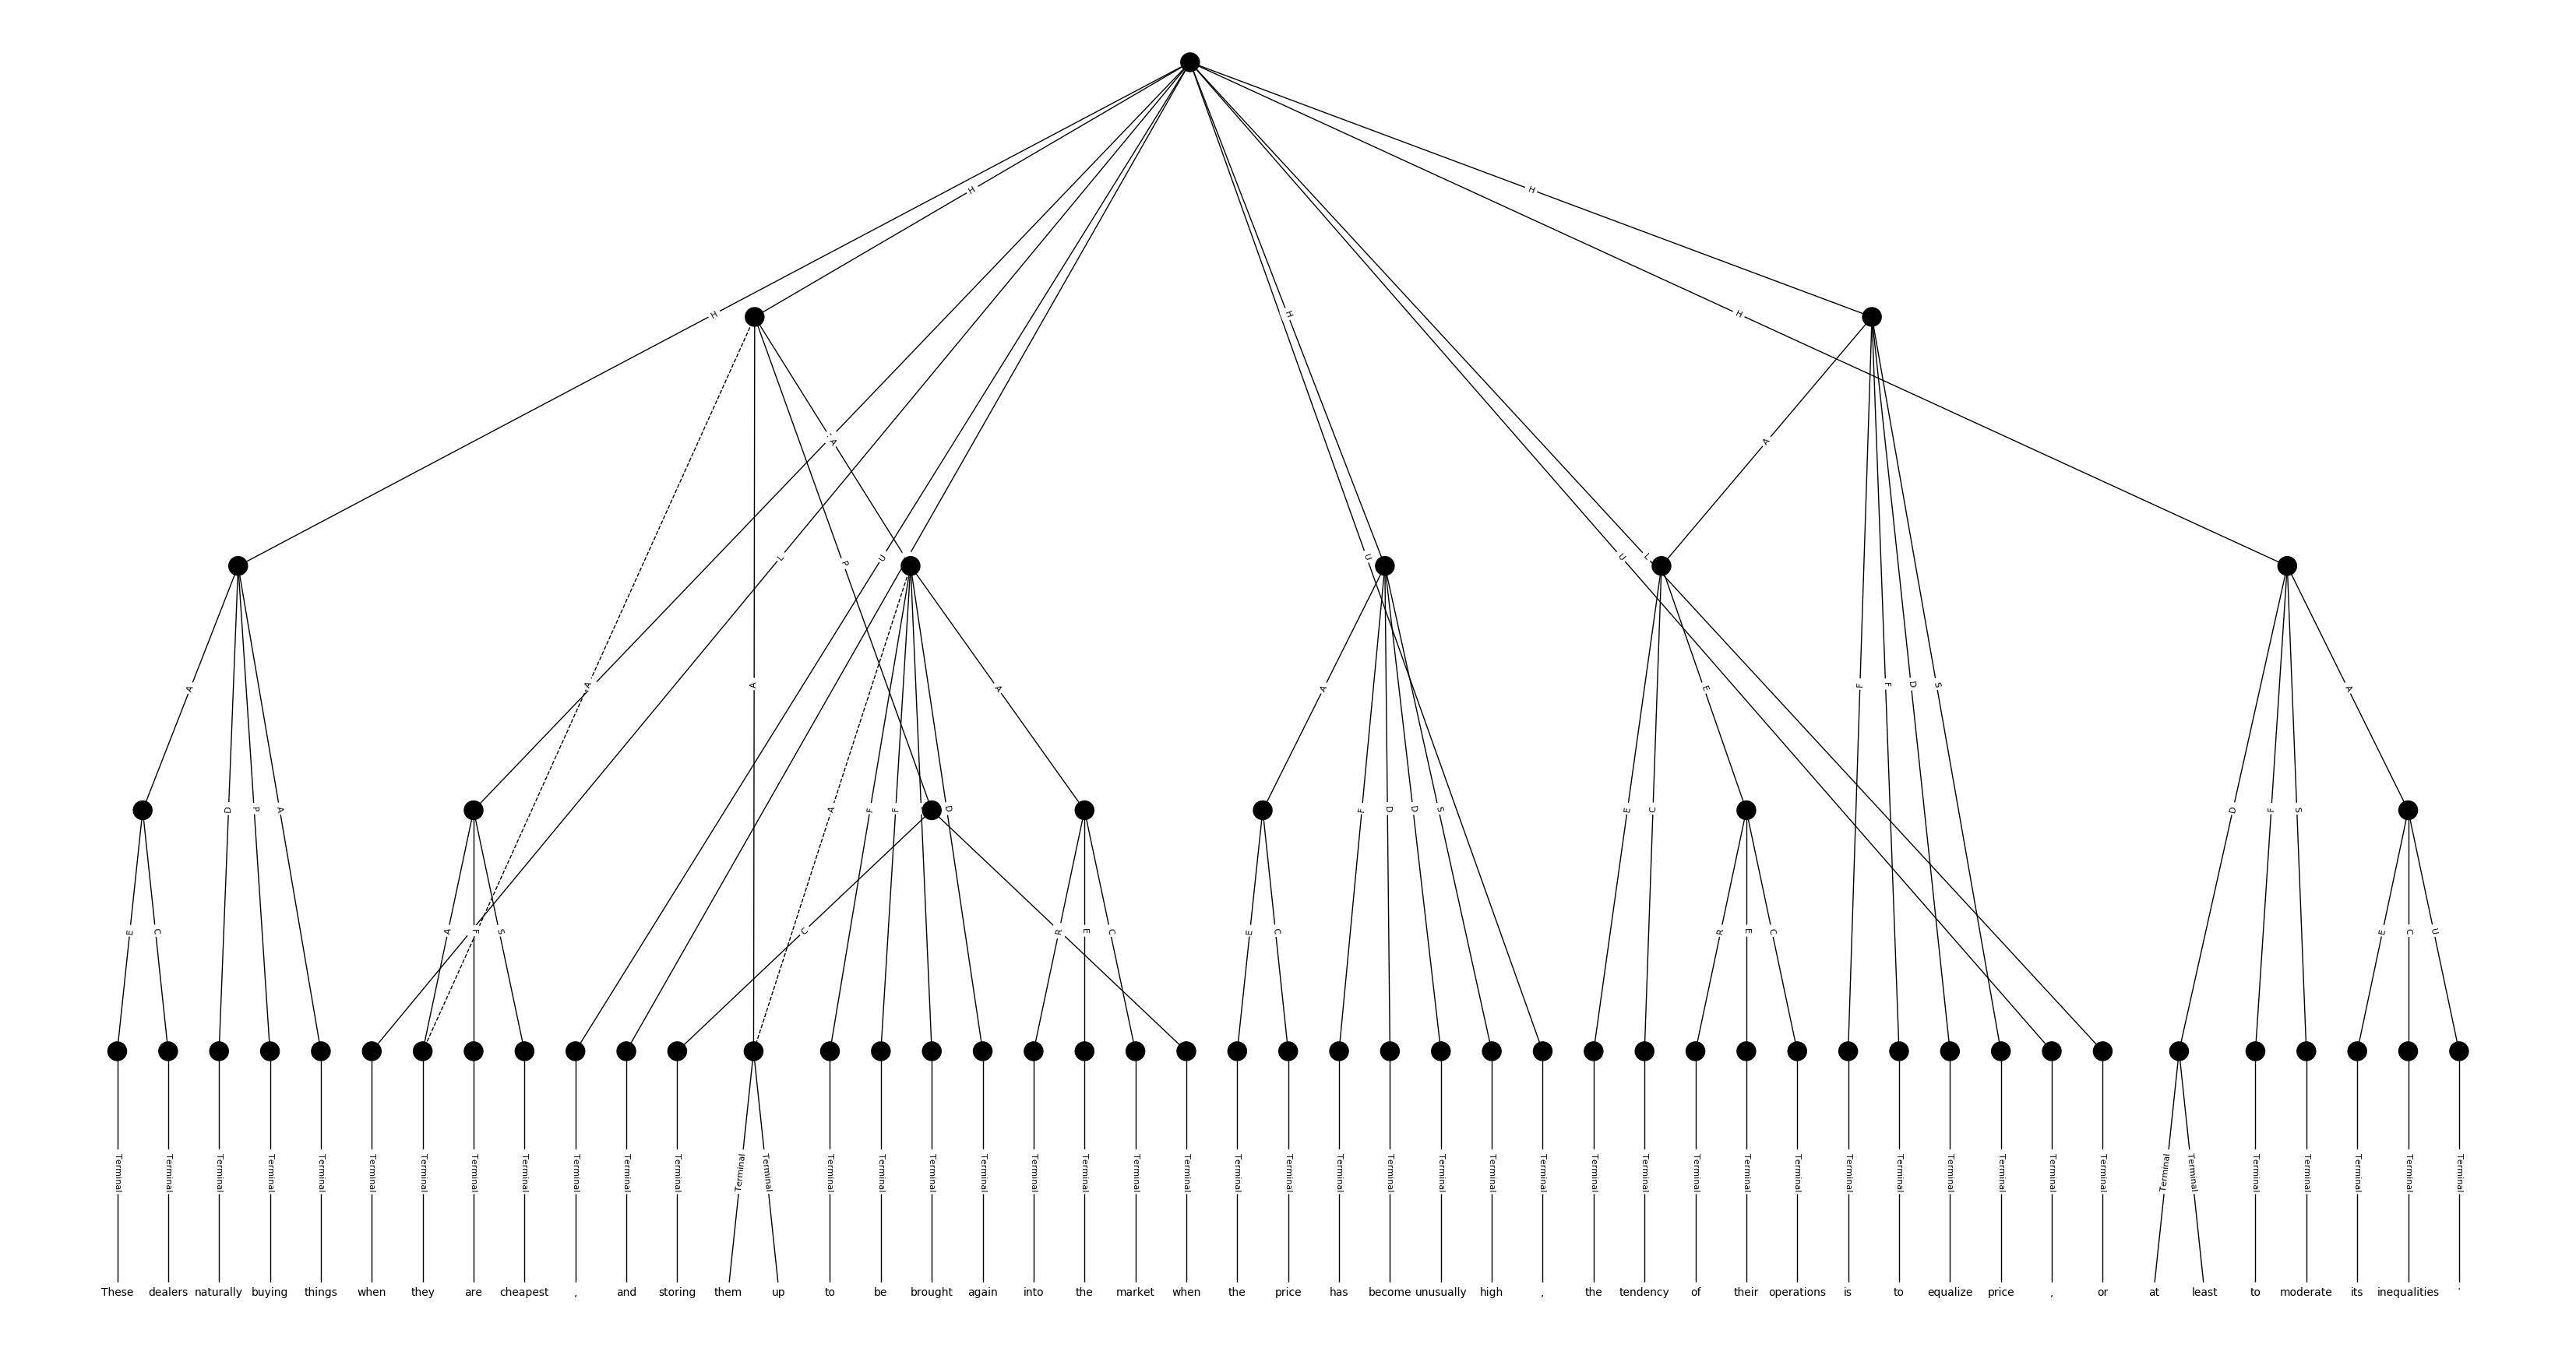 H H
H H H
A L
A P U U L
A A A A F F D S A
D P A A F F D A F D D S E C E D F S
E C A F S C R E C E C R E C E C U
Terminal Terminal Terminal Terminal Terminal Terminal Terminal Terminal Terminal Terminal Terminal Terminal Terminal Terminal Terminal Terminal Terminal Terminal Terminal Terminal Terminal Terminal Terminal Terminal Terminal Terminal Terminal Terminal Terminal Terminal Terminal Terminal Terminal Terminal Terminal Terminal Terminal Terminal Terminal Terminal Terminal Terminal Terminal Terminal Terminal Terminal Terminal
These dealers naturally buying things when they are cheapest , and storing them up to be brought again into the market when the price has become unusually high , the tendency of their operations is to equalize price , or at least to moderate its inequalities .